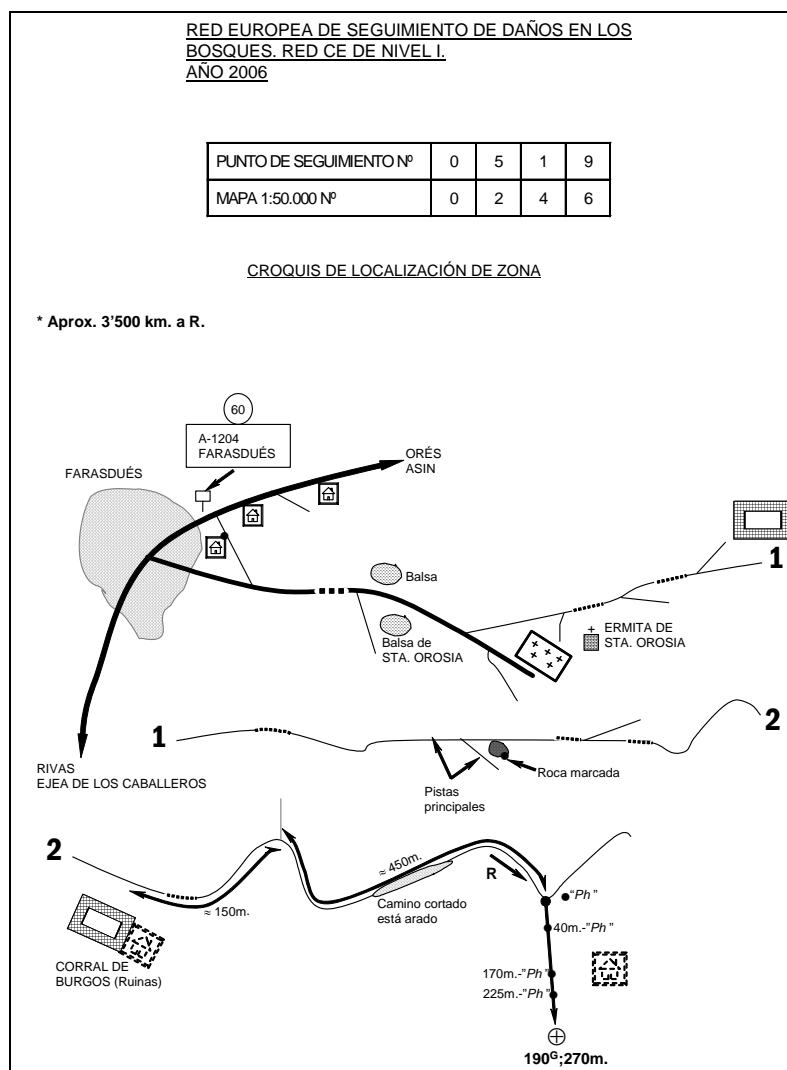 RED EUROPEA DE SEGUIMIENTO DE DAÑOS EN LOS
BOSQUES. RED CE DE NIVEL I.
AÑO 2006
PUNTO DE SEGUIMIENTO Nº 0 5 1 9
MAPA 1:50.000 Nº 0 2 4 6
CROQUIS DE LOCALIZACIÓN DE ZONA
* Aprox. 3’500 km. a R.
60
A-1204
FARASDUÉS
ORÉS
ASIN
FARASDUÉS
1
Balsa
Balsa de
STA. OROSIA
ERMITA DE
STA. OROSIA
1
2
RIVAS
EJEA DE LOS CABALLEROS
Pistas
principales
Roca marcada
2
≈ 150m.
≈ 450m.
R
Camino cortado
está arado
CORRAL DE
BURGOS (Ruinas)
“Ph”
40m.-”Ph”
170m.-”Ph”
225m.-”Ph”
190ᴳ;270m.